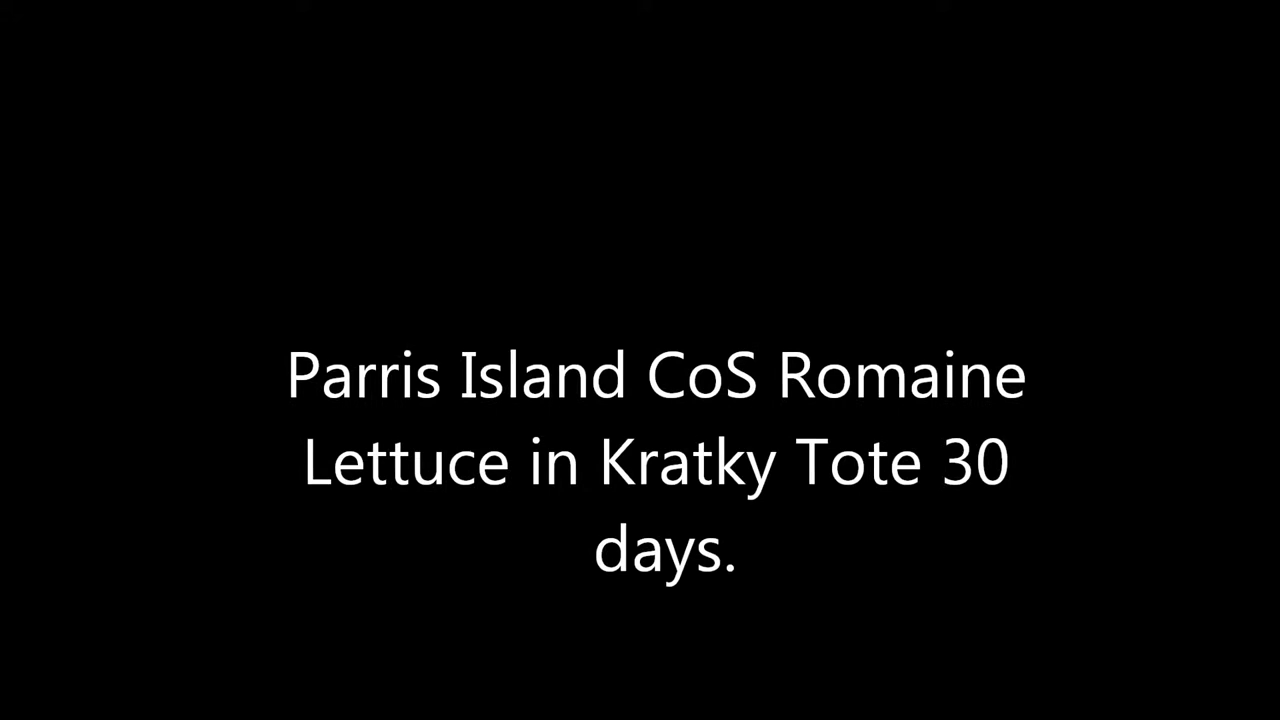 Parris Island CoS Romaine
Lettuce in Kratky Tote 30
days.